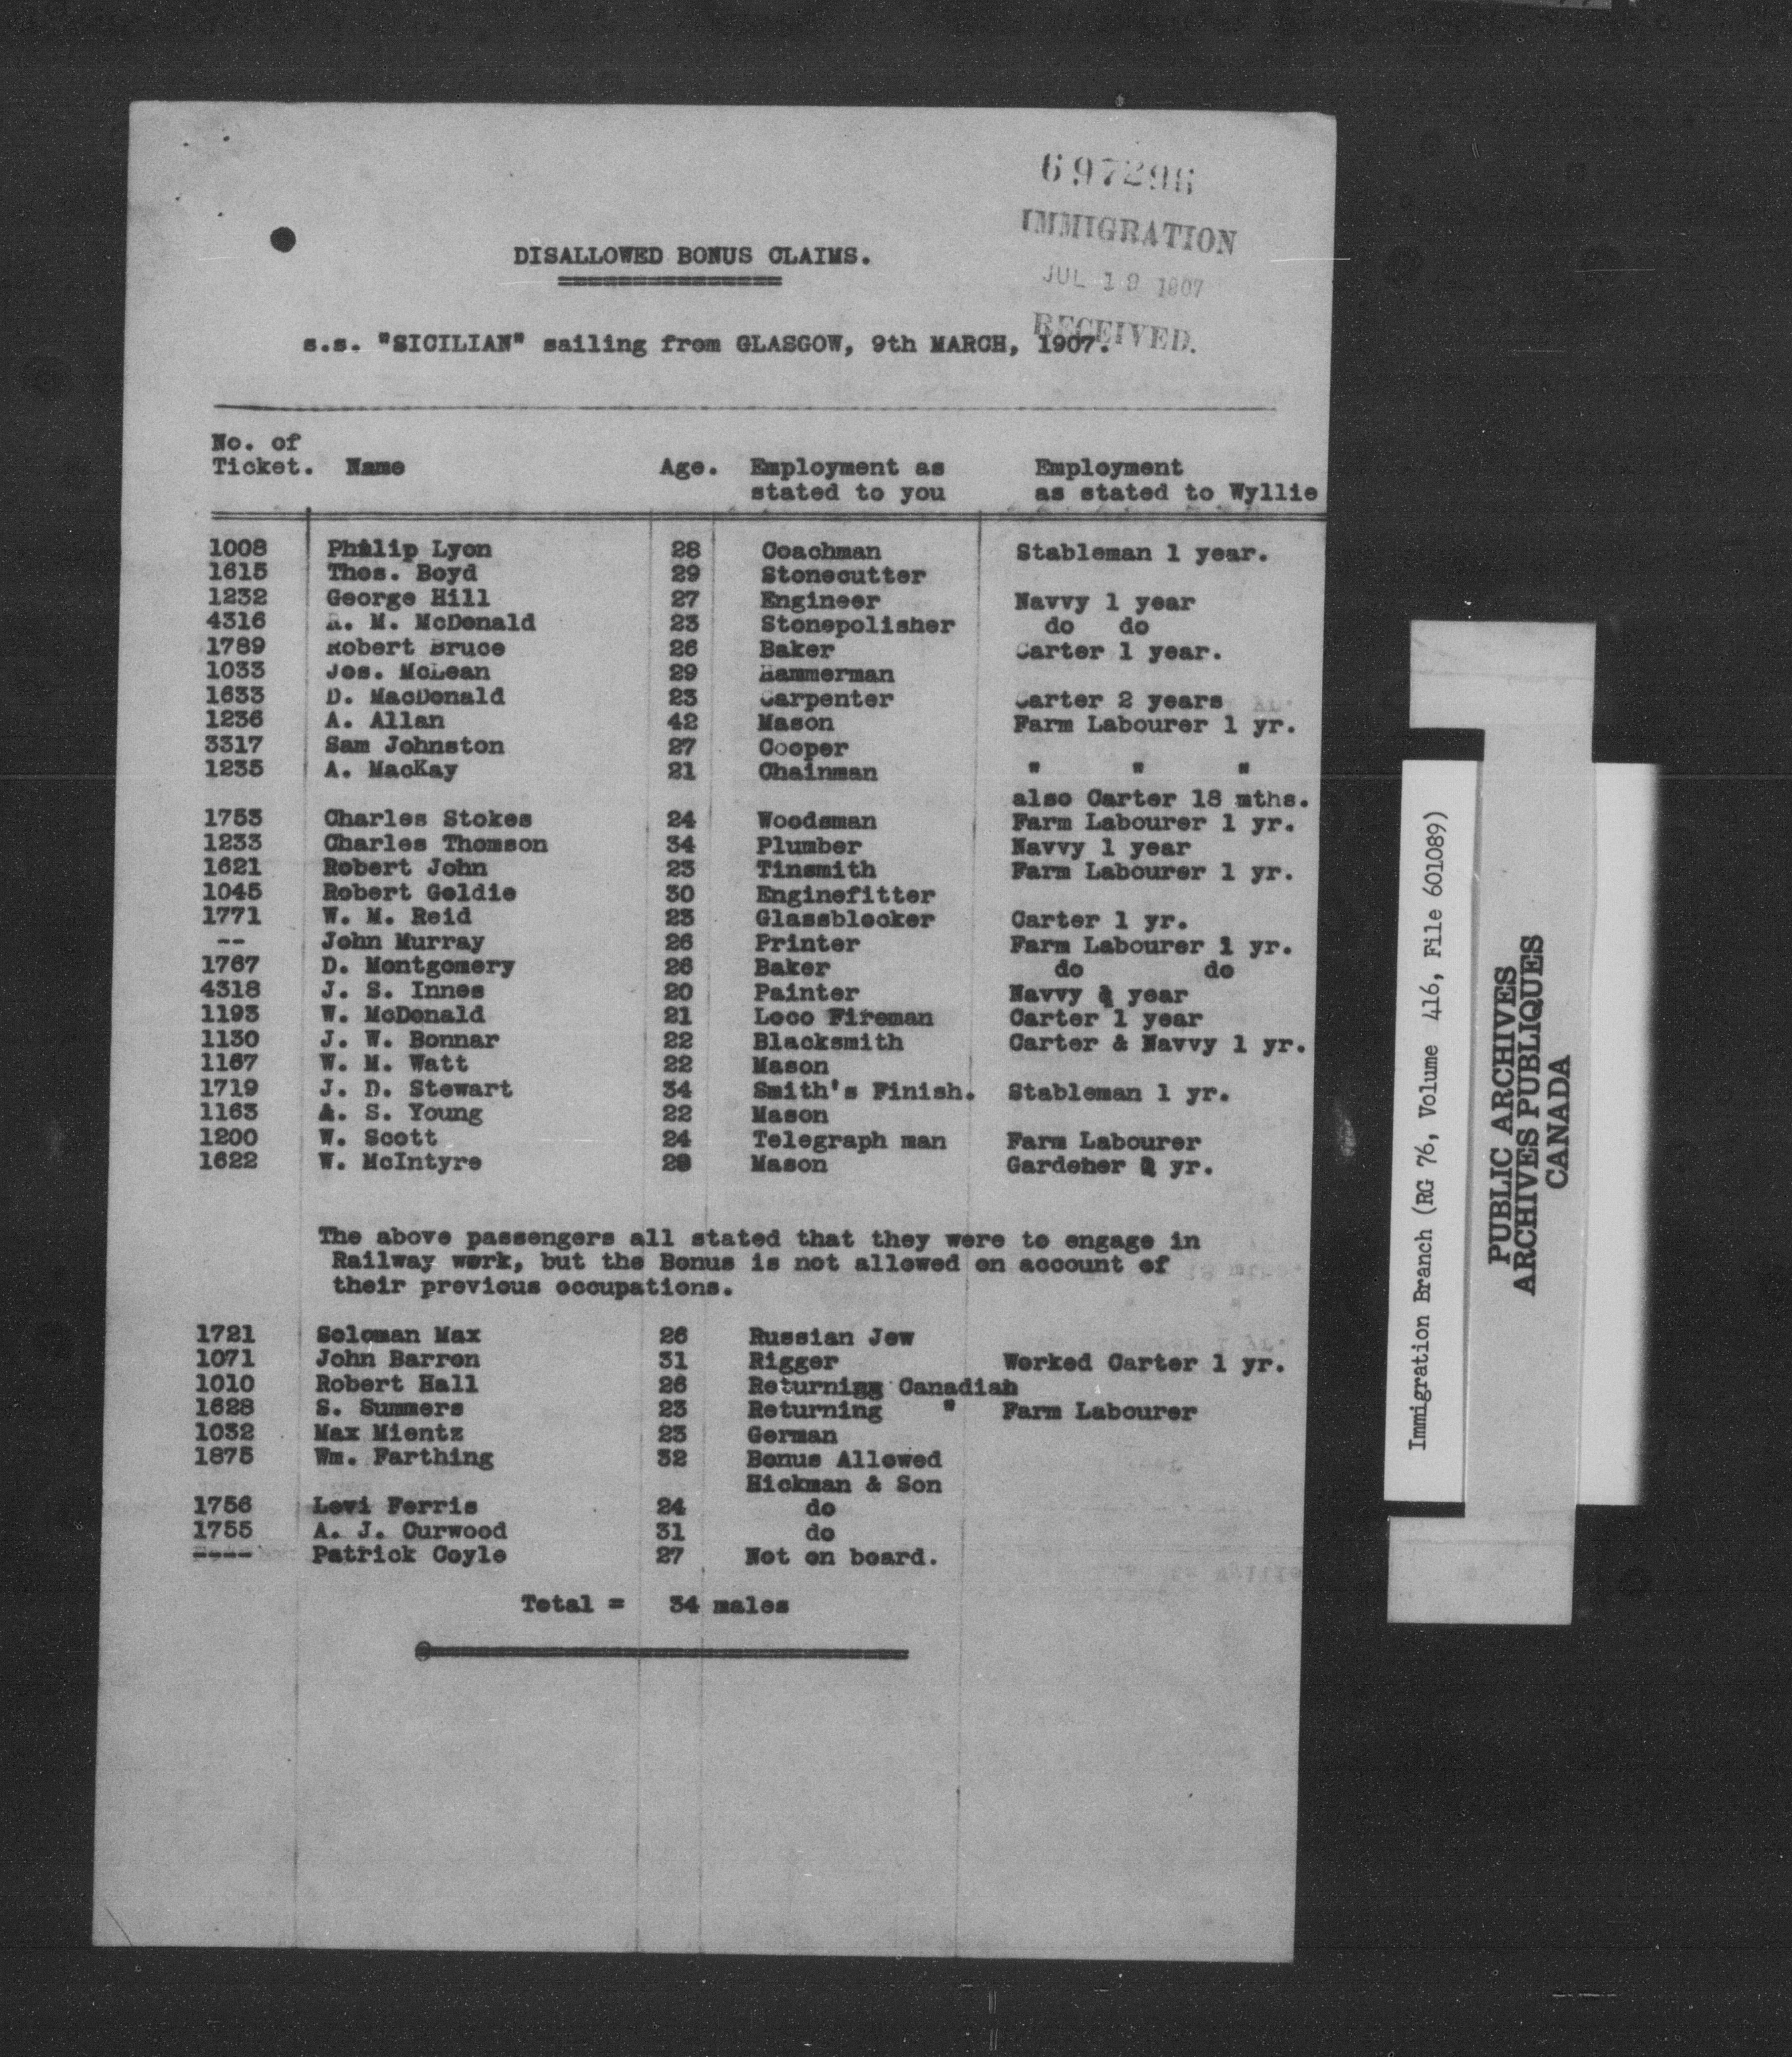 697296
IMMIGRATION
JUL 19 1907
RECEIVED.
DISALLOWED BONUS CLAIMS.
s.s. "SICILIAN" sailing from GLASGOW, 9th MARCH, 1907.
No. of
Ticket. Name Age. Employment as Employment
stated to you as stated to Wyllie
1008 Philip Lyon 28 Coachman Stableman 1 year.
1615 Thos. Boyd 29 Stonecutter
1232 George Hill 27 Engineer Navvy 1 year
4316 R. M. McDonald 23 Stonepolisher do do
1789 Robert Bruce 26 Baker Carter 1 year.
1033 Jos. McLean 29 Hammerman
1633 D. MacDonald 23 Carpenter Carter 2 years
1236 A. Allan 42 Mason Farm Labourer 1 yr.
3317 Sam Johnston 27 Cooper
1235 A. MacKay 21 Chainman " " "
also Carter 18 mths.
1753 Charles Stokes 24 Woodsman Farm Labourer 1 yr.
1233 Charles Thomson 34 Plumber Navvy 1 year
1621 Robert John 23 Tinsmith Farm Labourer 1 yr.
1045 Robert Goldie 30 Enginefitter
1771 W. M. Reid 23 Glassblocker Carter 1 yr.
-- John Murray 26 Printer Farm Labourer 1 yr.
1767 D. Montgomery 26 Baker do do
4318 J. S. Innes 20 Painter Navvy year
1193 W. McDonald 21 Loco Fireman Carter 1 year
1130 J. W. Bonnar 22 Blacksmith Carter & Navvy 1 yr.
1167 W. M. Watt 22 Mason
1719 J. D. Stewart 34 Smith's Finish. Stableman 1 yr.
1163 A. S. Young 22 Mason
1200 W. Scott 24 Telegraph man Farm Labourer
1622 W. McIntyre Mason Gardener yr.
The above passengers all stated that they were to engage in
Railway work, but the Bonus is not allowed on account of
their previous occupations.
1721 Soloman Max 26 Russian Jew
1071 John Barron 31 Rigger Worked Carter 1 yr.
1010 Robert Hall 26 Returning Canadian
1628 S. Summers 23 Returning " Farm Labourer
1032 Max Mientz 23 German
1875 Wm. Farthing 32 Bonus Allowed
Hickman & Son
1756 Levi Ferris 24 do
1755 A. J. Curwood 31 do
---- Patrick Coyle 27 Not on board.
Total = 34 males
Immigration Branch (RG 76, Volume 416, File 601089)
PUBLIC ARCHIVES
ARCHIVES PUBLIQUES
CANADA